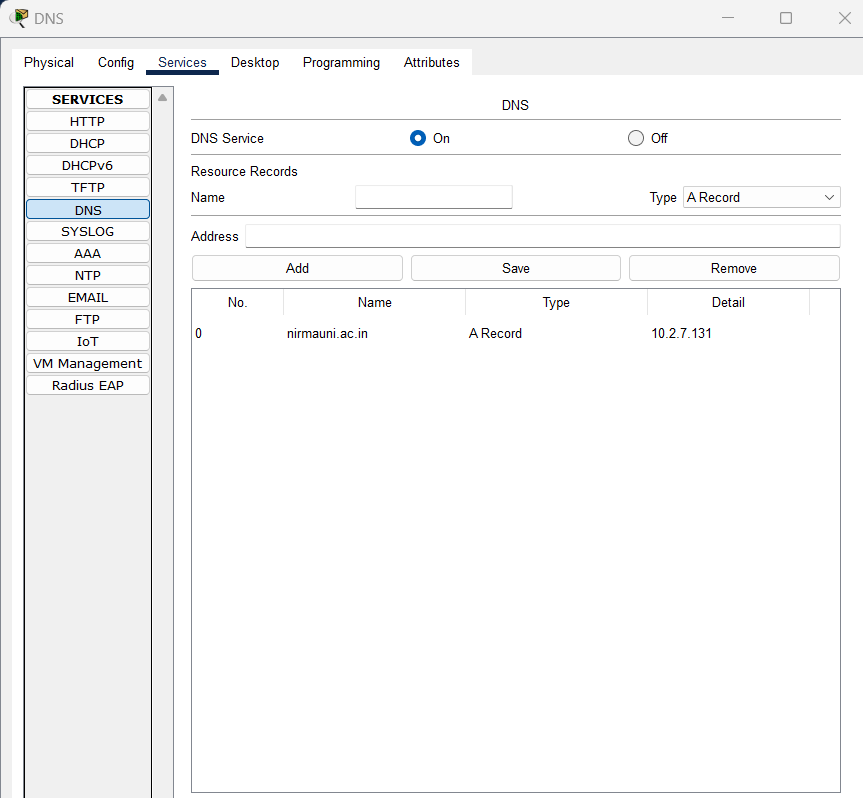 DNS
Physical Config Services Desktop Programming Attributes
SERVICES
HTTP
DHCP
DHCPv6
TFTP
DNS
SYSLOG
AAA
NTP
EMAIL
FTP
IoT
VM Management
Radius EAP
DNS
DNS Service On Off
Resource Records
Name Type A Record
Address
Add Save Remove
No. Name Type Detail
0 nirmauni.ac.in A Record 10.2.7.131